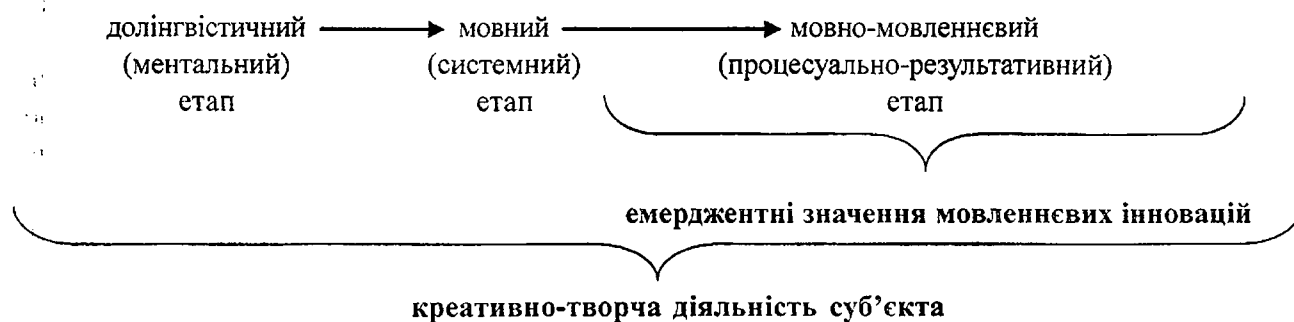 долінгвістичний мовний мовно-мовленнєвий
(ментальний) (системний) (процесуально-результативний)
етап етап етап
емерджентні значення мовленнєвих інновацій
креативно-творча діяльність суб’єкта